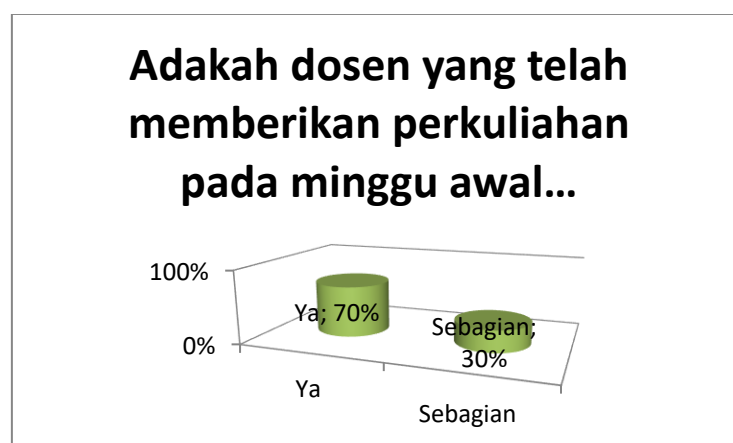 Adakah dosen yang telah
memberikan perkuliahan
pada minggu awal…
100%
0%
Ya; 70%
Sebagian;
30%
Ya
Sebagian